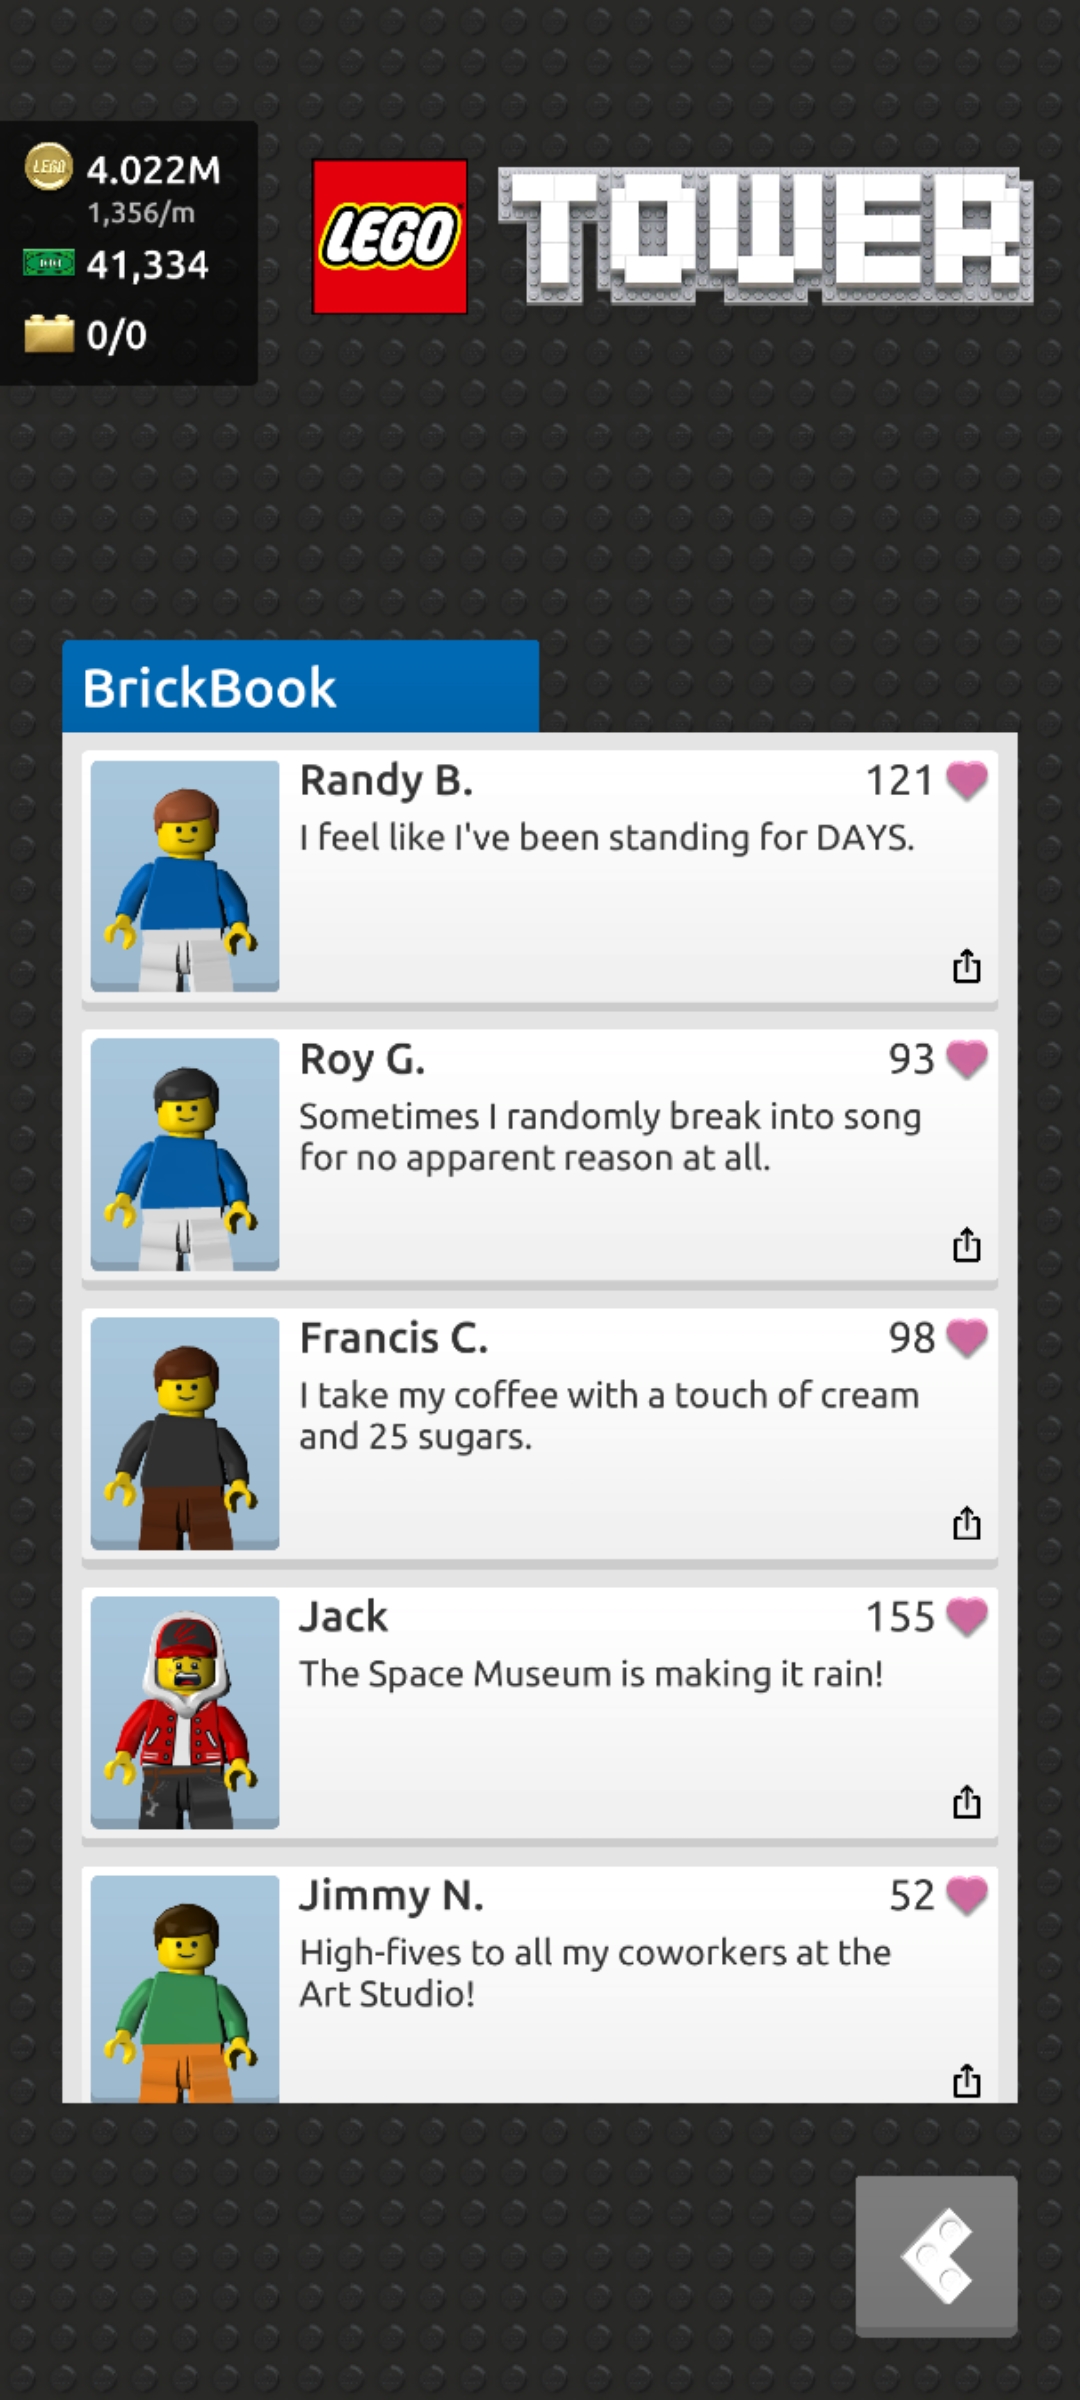 4.022M
1,356/m
41,334
0/0
LEGO TOWER
BrickBook
Randy B. 121
I feel like I've been standing for DAYS.
Roy G. 93
Sometimes I randomly break into song
for no apparent reason at all.
Francis C. 98
I take my coffee with a touch of cream
and 25 sugars.
Jack 155
The Space Museum is making it rain!
Jimmy N. 52
High-fives to all my coworkers at the
Art Studio!